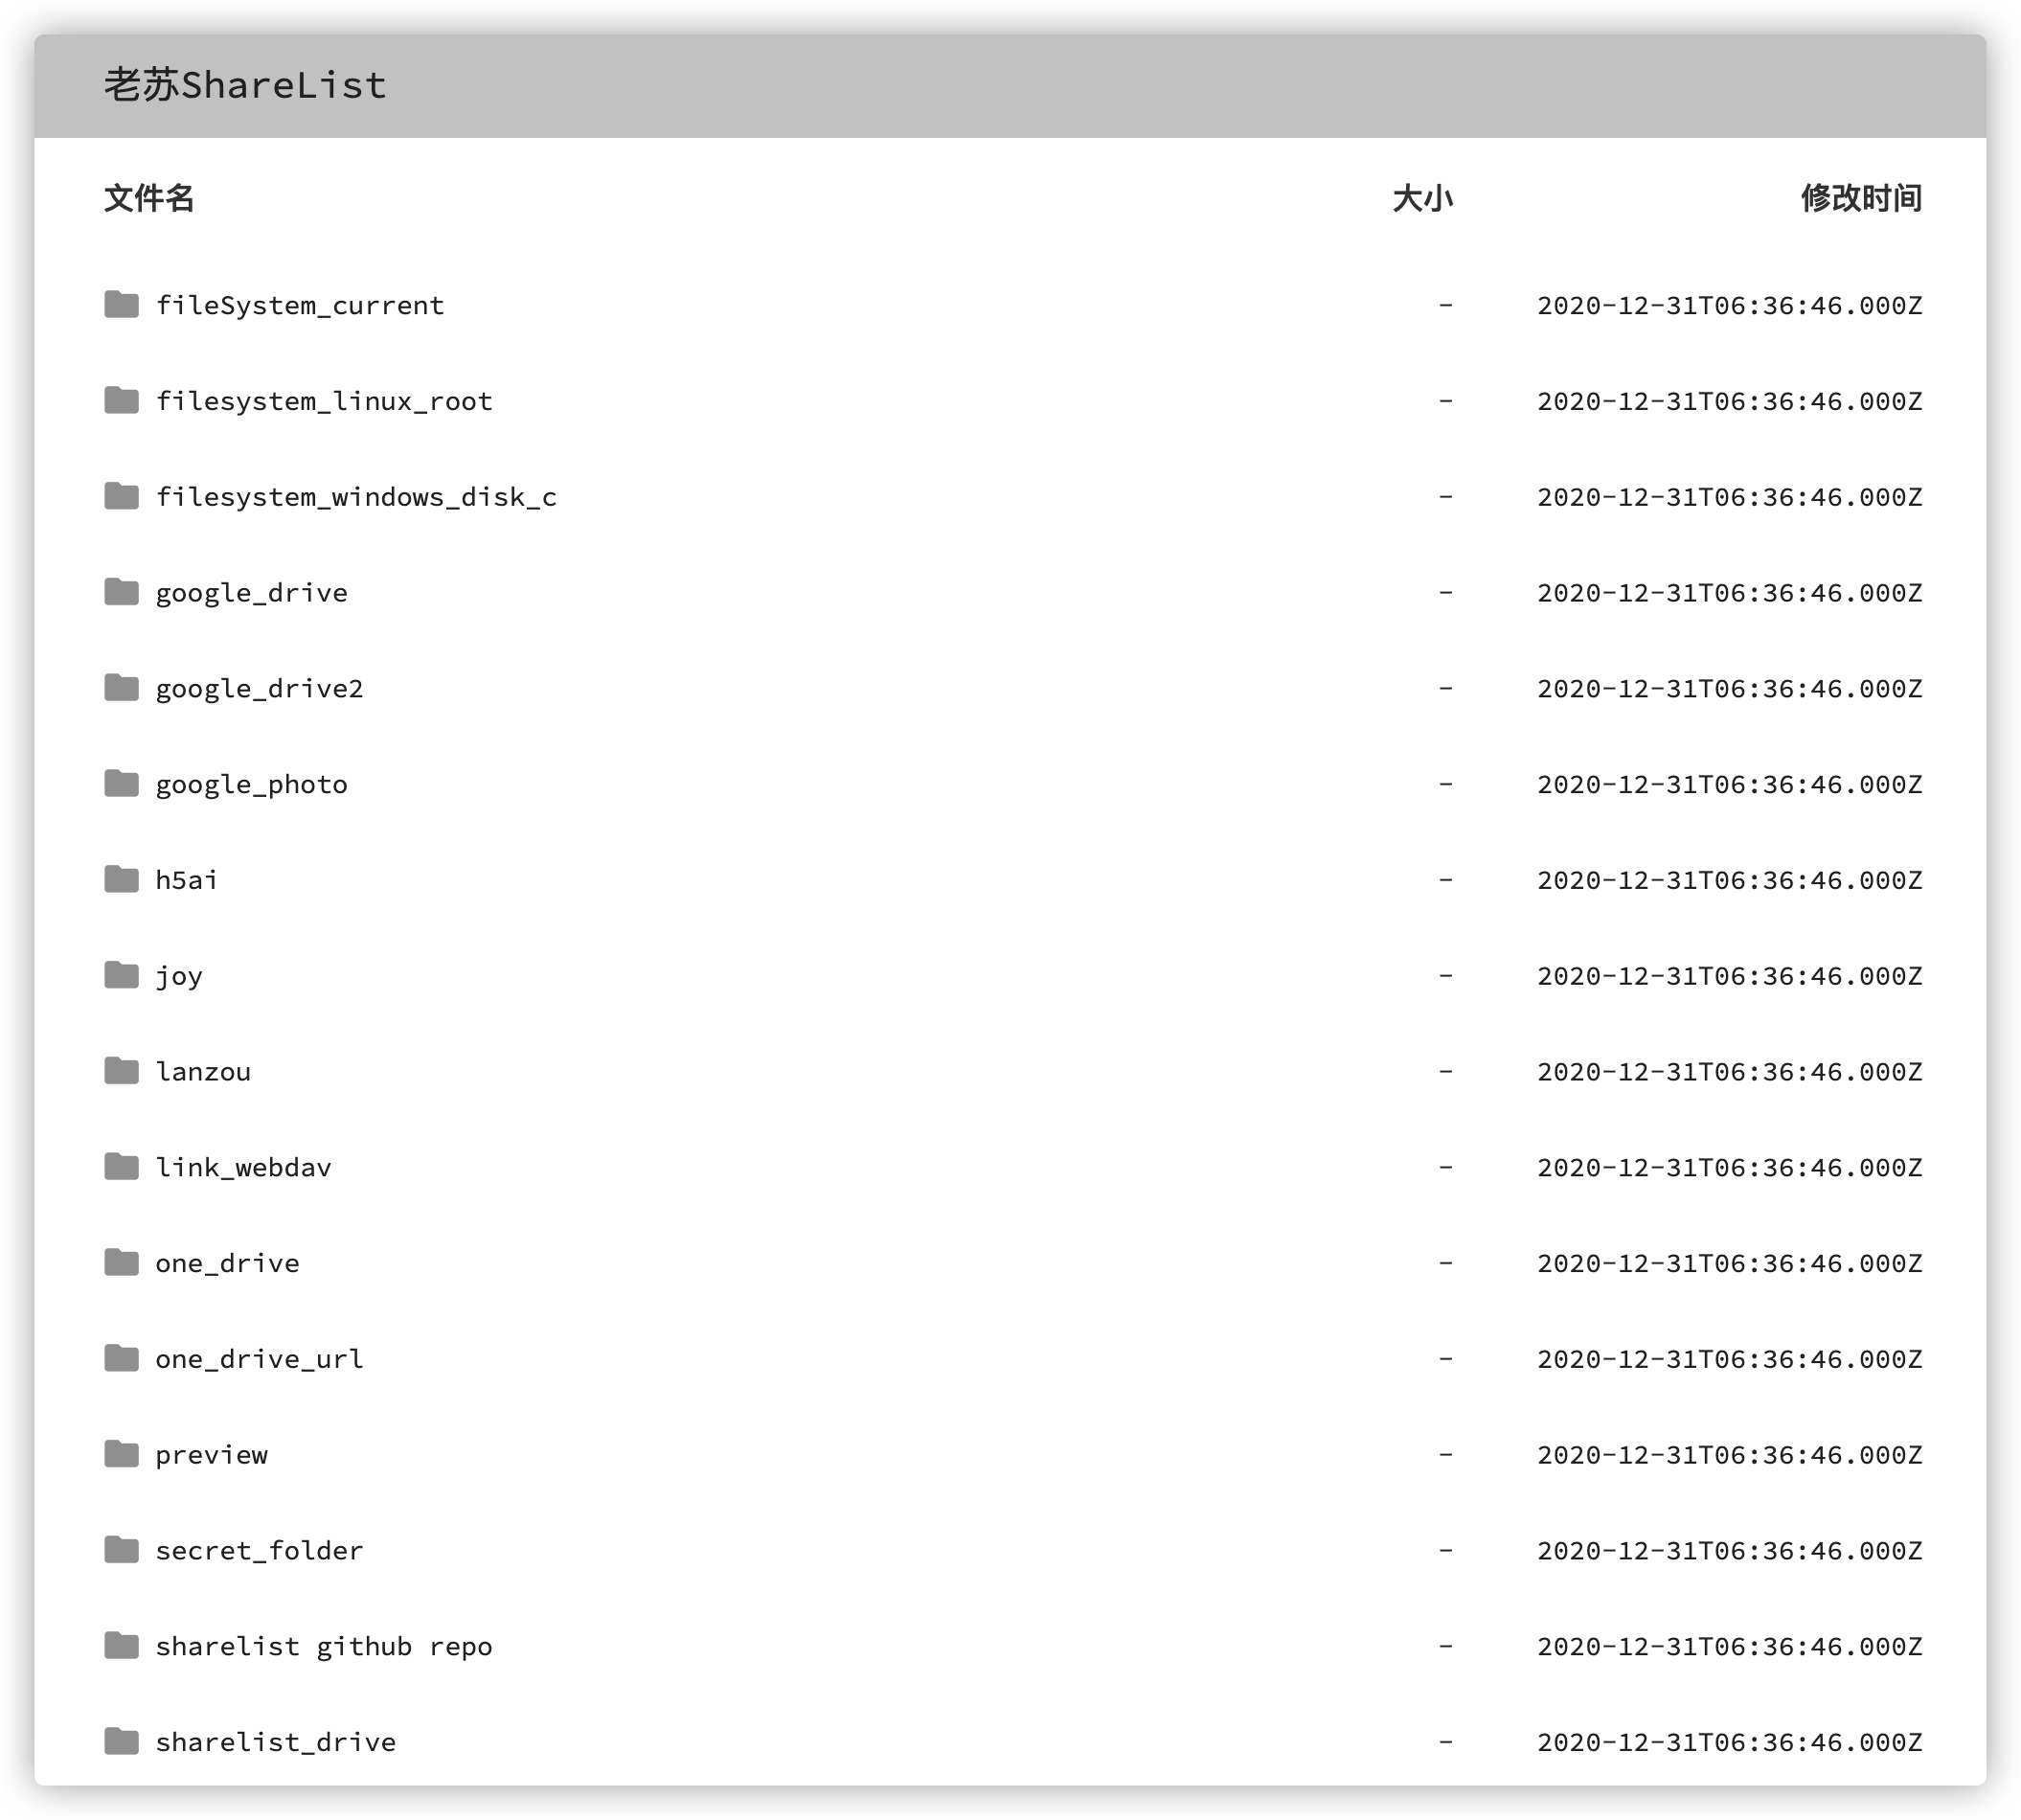 老苏ShareList
文件名 大小 修改时间
fileSystem_current - 2020-12-31T06:36:46.000Z
filesystem_linux_root - 2020-12-31T06:36:46.000Z
filesystem_windows_disk_c - 2020-12-31T06:36:46.000Z
google_drive - 2020-12-31T06:36:46.000Z
google_drive2 - 2020-12-31T06:36:46.000Z
google_photo - 2020-12-31T06:36:46.000Z
h5ai - 2020-12-31T06:36:46.000Z
joy - 2020-12-31T06:36:46.000Z
lanzou - 2020-12-31T06:36:46.000Z
link_webdav - 2020-12-31T06:36:46.000Z
one_drive - 2020-12-31T06:36:46.000Z
one_drive_url - 2020-12-31T06:36:46.000Z
preview - 2020-12-31T06:36:46.000Z
secret_folder - 2020-12-31T06:36:46.000Z
sharelist github repo - 2020-12-31T06:36:46.000Z
sharelist_drive - 2020-12-31T06:36:46.000Z